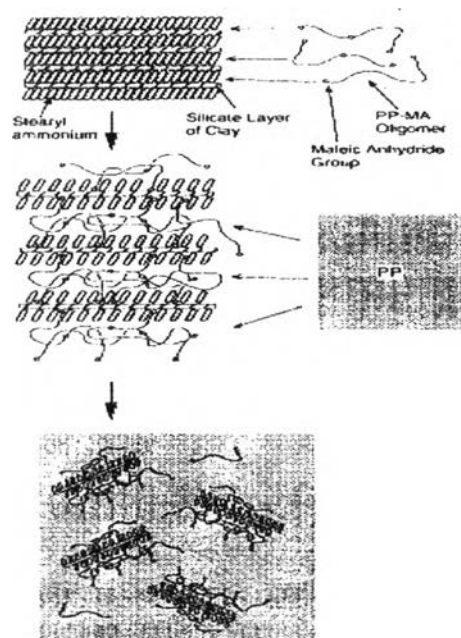 Stearyl
ammonium
Silicate Layer
of Clay
PP-MA
Oligomer
Maleic Anhydride
Group
PP